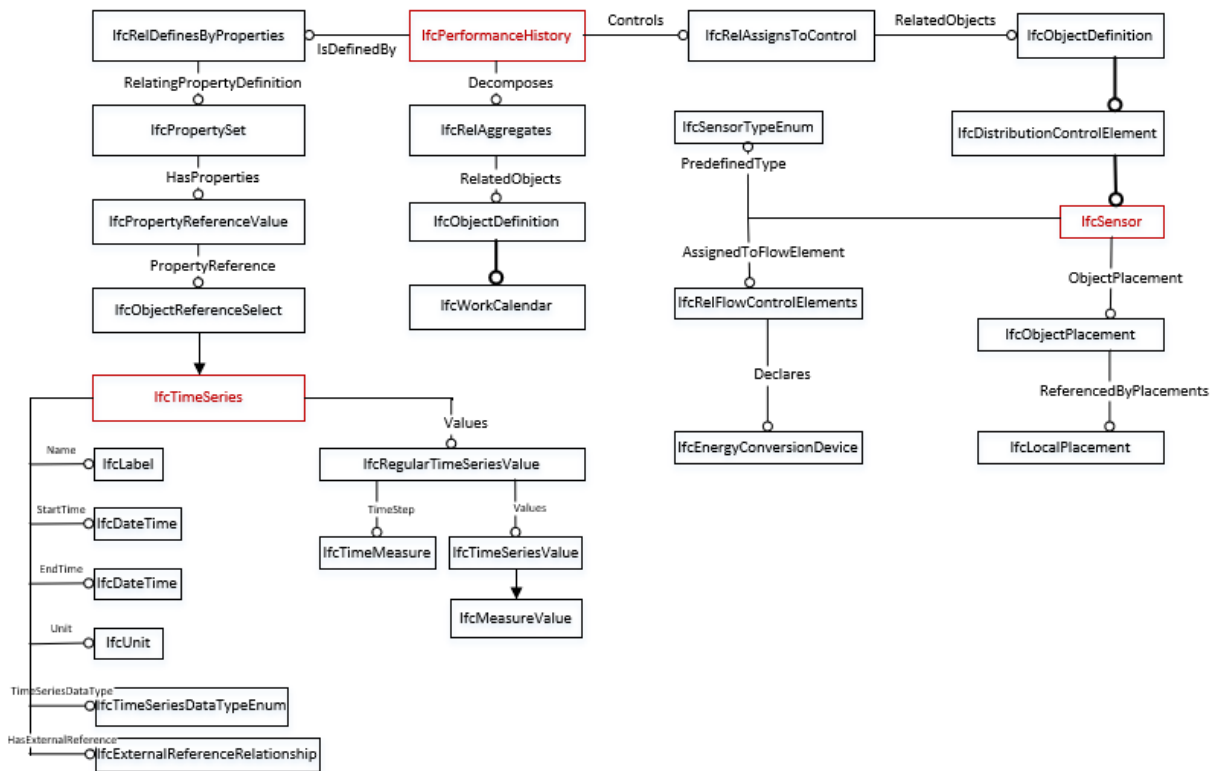 Controls
RelatedObjects
IfcRelDefinesByProperties
IsDefinedBy
IfcPerformanceHistory
IfcRelAssignsToControl
IfcObjectDefinition
RelatingPropertyDefinition
Decomposes
IfcPropertySet
IfcRelAggregates
IfcSensorTypeEnum
IfcDistributionControlElement
PredefinedType
HasProperties
RelatedObjects
IfcPropertyReferenceValue
IfcObjectDefinition
IfcSensor
AssignedToFlowElement
PropertyReference
ObjectPlacement
IfcObjectReferenceSelect
IfcWorkCalendar
IfcRelFlowControlElements
IfcObjectPlacement
Declares
ReferencedByPlacements
IfcTimeSeries
Values
IfcEnergyConversionDevice
IfcLocalPlacement
Name
IfcLabel
IfcRegularTimeSeriesValue
StartTime
IfcDateTime
TimeStep
Values
IfcTimeMeasure
IfcTimeSeriesValue
EndTime
IfcDateTime
IfcMeasureValue
Unit
IfcUnit
TimeSeriesDataType
IfcTimeSeriesDataTypeEnum
HasExternalReference
IfcExternalReferenceRelationship